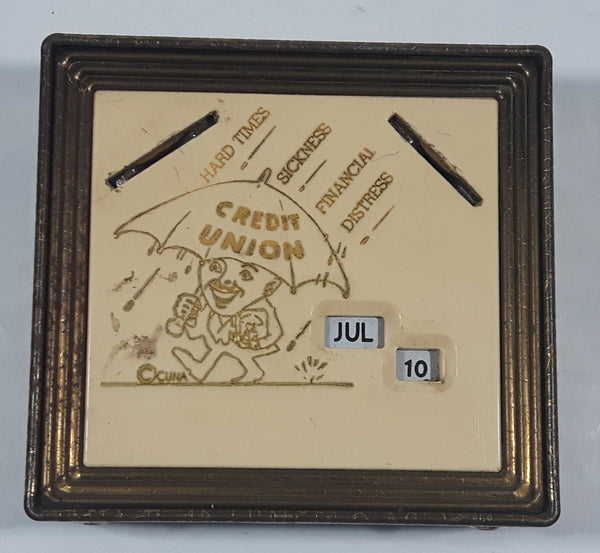 HARD TIMES
SICKNESS
FINANCIAL
DISTRESS
CREDIT
UNION
JUL
10
©CUNA